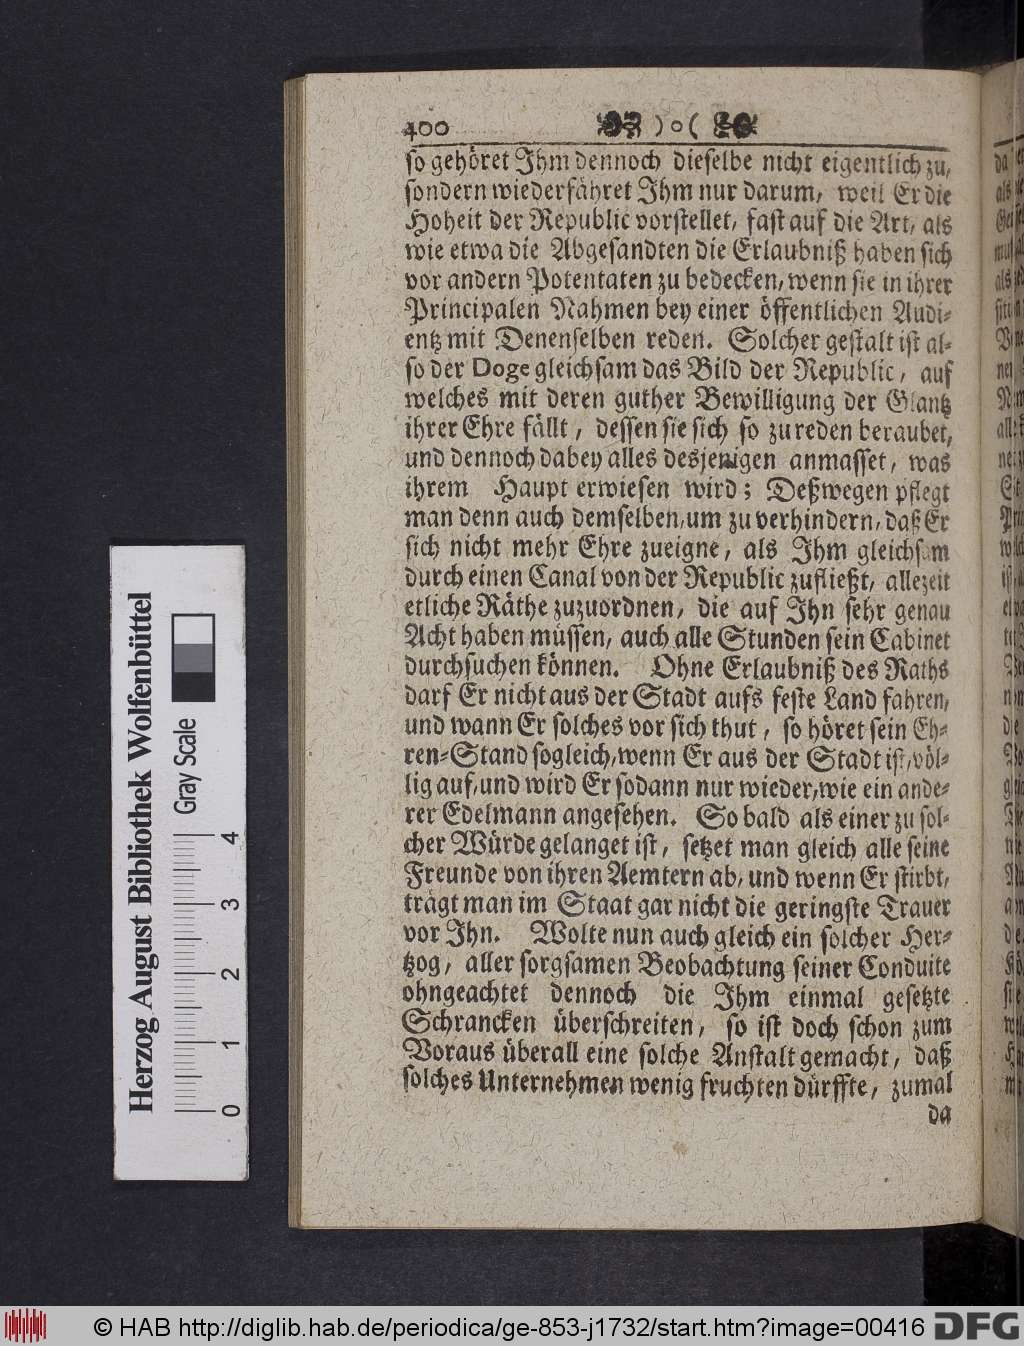 400 )o(
so gehöret Ihm dennoch dieselbe nicht eigentlich zu,
sondern wiederfähret Ihm nur darum, weil Er die
Hoheit der Republic vorstellet, fast auf die Art, als
wie etwa die Abgesandten die Erlaubniß haben sich
vor andern Potentaten zu bedecken, wenn sie in ihrer
Principalen Nahmen bey einer öffentlichen Audi-
entz mit Denenselben reden. Solcher gestalt ist al-
so der Doge gleichsam das Bild der Republic, auf
welches mit deren guther Bewilligung der Glantz
ihrer Ehre fällt, dessen sie sich so zu reden beraubet,
und dennoch dabey alles desjenigen anmasset, was
ihrem Haupt erwiesen wird; Deßwegen pflegt
man denn auch demselben, um zu verhindern, daß Er
sich nicht mehr Ehre zueigne, als Ihm gleichsam
durch einen Canal von der Republic zufließt, allezeit
etliche Räthe zuzuordnen, die auf Ihn sehr genau
Acht haben müssen, auch alle Stunden sein Cabinet
durchsuchen können. Ohne Erlaubniß des Raths
darf Er nicht aus der Stadt aufs feste Land fahren,
und wann Er solches vor sich thut, so höret sein Eh-
ren-Stand sogleich, wenn Er aus der Stadt ist, völ-
lig auf, und wird Er sodann nur wieder, wie ein ande-
rer Edelmann angesehen. So bald als einer zu sol-
cher Würde gelanget ist, setzet man gleich alle seine
Freunde von ihren Aemtern ab, und wenn Er stirbt,
trägt man im Staat gar nicht die geringste Trauer
vor Ihn. Wolte nun auch gleich ein solcher Her-
tzog, aller sorgsamen Beobachtung seiner Conduite
ohngeachtet dennoch die Ihm einmal gesetzte
Schrancken überschreiten, so ist doch schon zum
Voraus überall eine solche Anstalt gemacht, daß
solches Unternehmen wenig fruchten dürffte, zumal
da
Herzog August Bibliothek Wolfenbüttel
Gray Scale
0 1 2 3 4
© HAB http://diglib.hab.de/periodica/ge-853-j1732/start.htm?image=00416
DFG